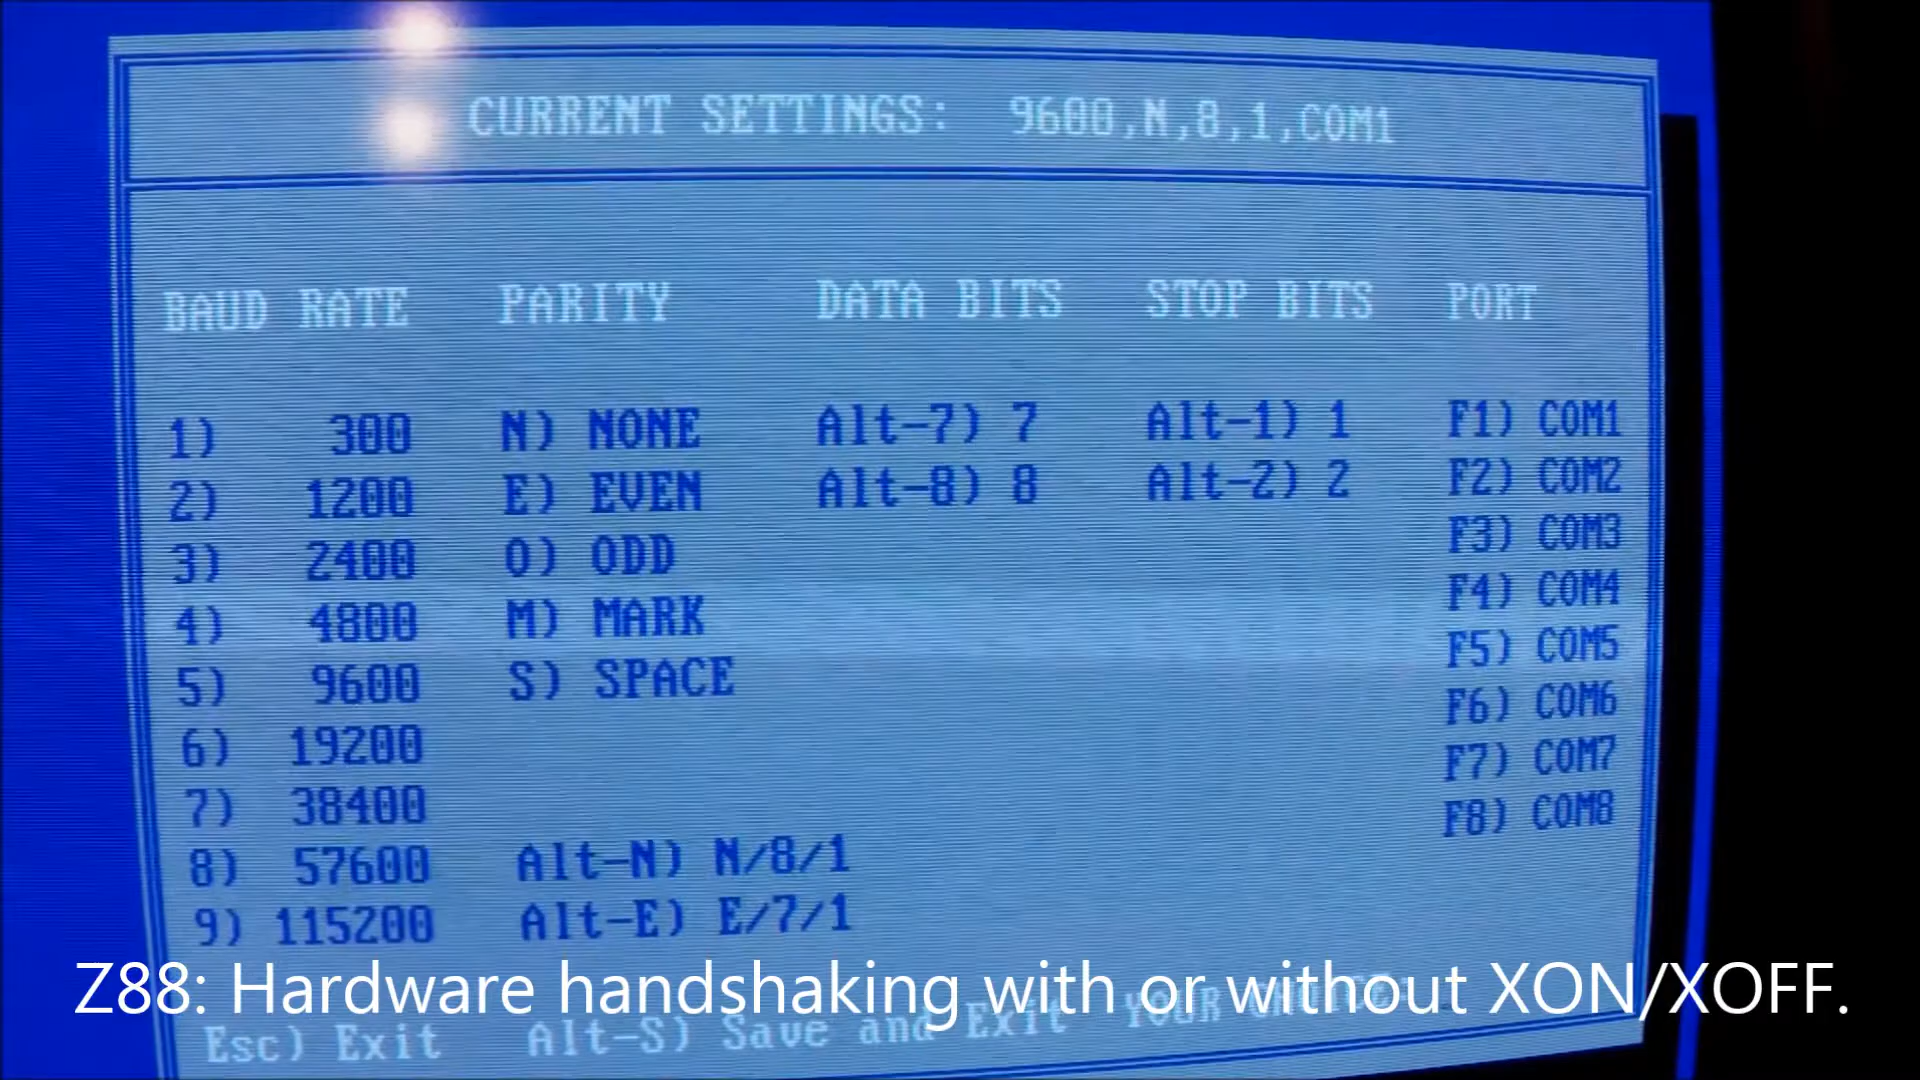 CURRENT SETTINGS: 9600,N,8,1,COM1
BAUD RATE PARITY DATA BITS STOP BITS PORT
1) 300 N) NONE Alt-7) 7 Alt-1) 1 F1) COM1
2) 1200 E) EVEN Alt-8) 8 Alt-2) 2 F2) COM2
3) 2400 O) ODD F3) COM3
4) 4800 M) MARK F4) COM4
5) 9600 S) SPACE F5) COM5
6) 19200 F6) COM6
7) 38400 F7) COM7
8) 57600 Alt-N) N/8/1 F8) COM8
9) 115200 Alt-E) E/7/1
Z88: Hardware handshaking with or without XON/XOFF.
Esc) Exit Alt-S) Save and Exit YOUR CHOICE: